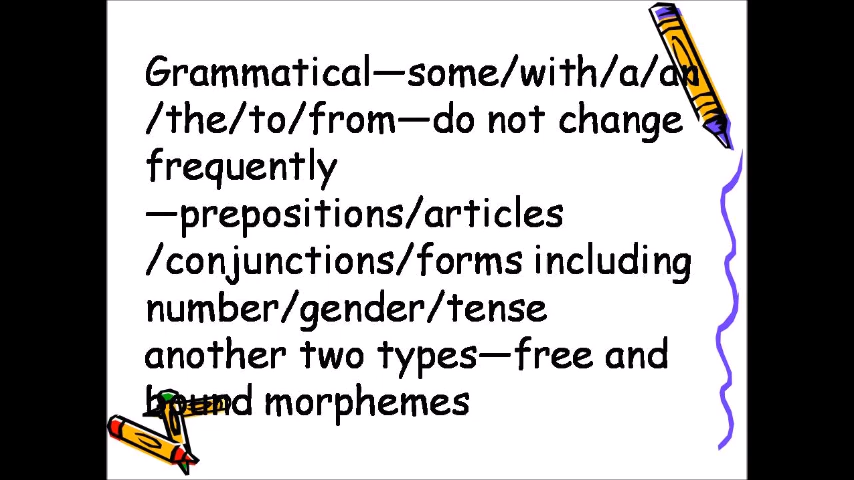 Grammatical—some/with/a/an
/the/to/from—do not change
frequently
—prepositions/articles
/conjunctions/forms including
number/gender/tense
another two types—free and
bound morphemes